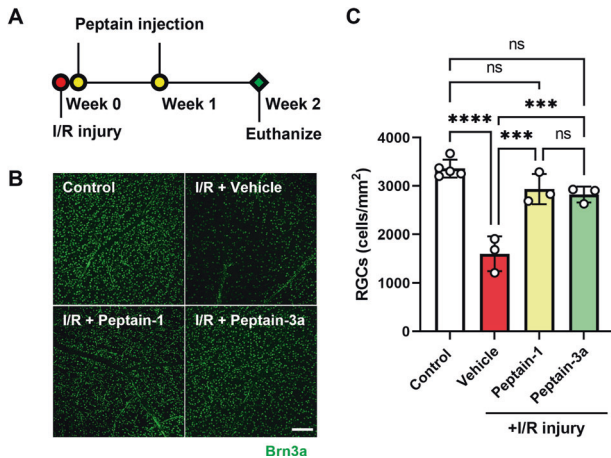 A
Peptain injection
Week 0
Week 1
Week 2
I/R injury
Euthanize
B
Control
I/R + Vehicle
I/R + Peptain-1
I/R + Peptain-3a
Brn3a
C
ns
ns
**** ***
*** ns
RGCs (cells/mm²)
4000
3000
2000
1000
0
Control
Vehicle
Peptain-1
Peptain-3a
+I/R injury